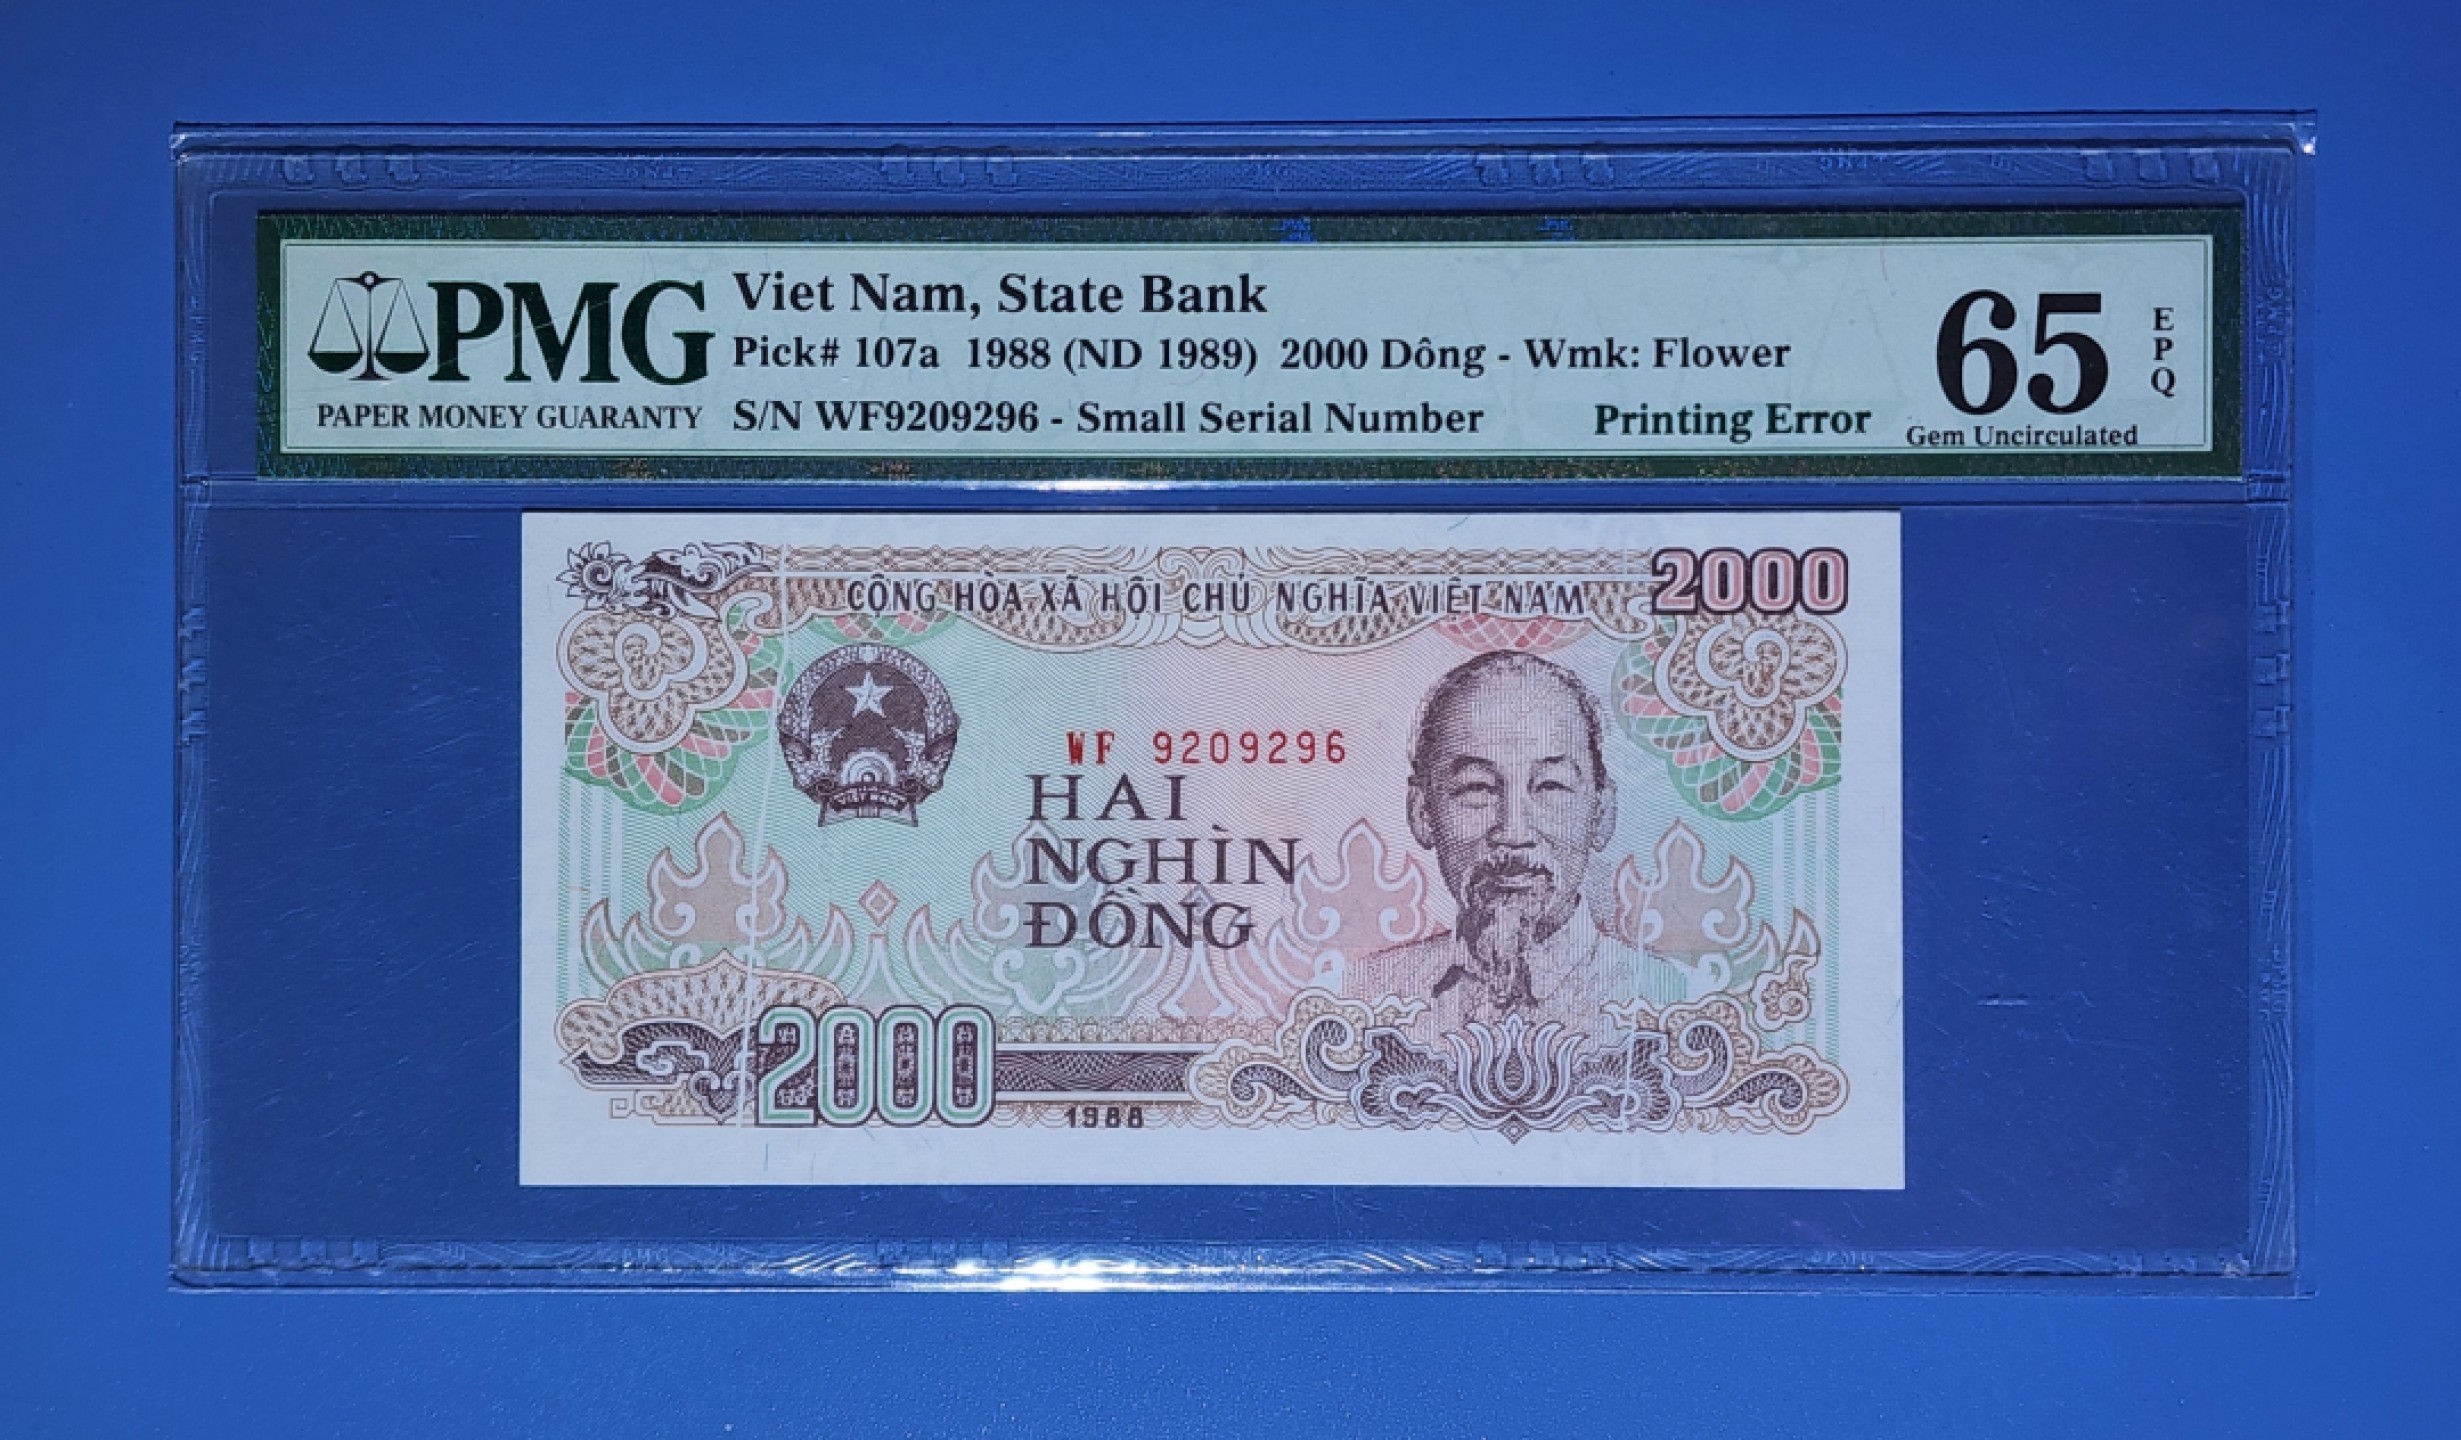 PMG
PAPER MONEY GUARANTY
Viet Nam, State Bank
Pick# 107a 1988 (ND 1989) 2000 Dông - Wmk: Flower
S/N WF9209296 - Small Serial Number
Printing Error
65
EPQ
Gem Uncirculated
CỘNG HÒA XÃ HỘI CHỦ NGHĨA VIỆT NAM
2000
WF 9209296
HAI
NGHÌN
ĐỒNG
VIỆT NAM
2000
1988